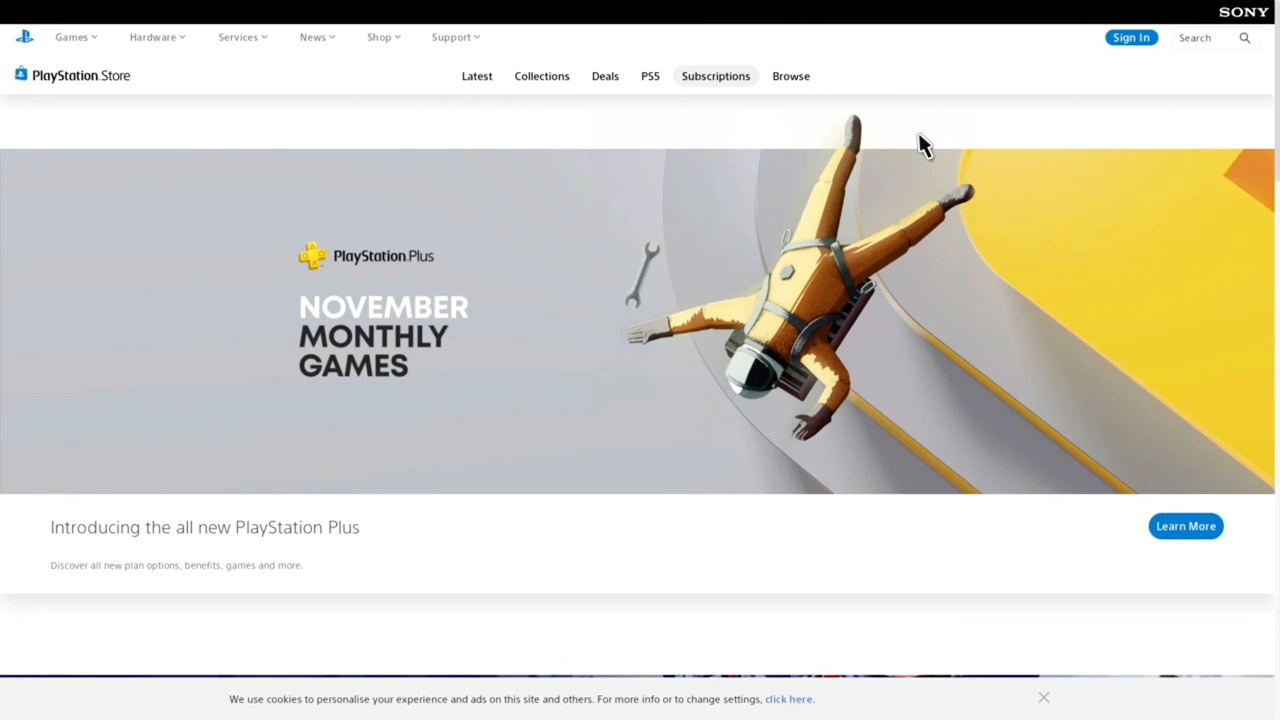 SONY
Games
Hardware
Services
News
Shop
Support
Sign In
Search
PlayStation.Store
Latest
Collections
Deals
PS5
Subscriptions
Browse
PlayStation.Plus
NOVEMBER
MONTHLY
GAMES
Introducing the all new PlayStation Plus
Learn More
Discover all new plan options, benefits, games and more.
We use cookies to personalise your experience and ads on this site and others. For more info or to change settings, click here.